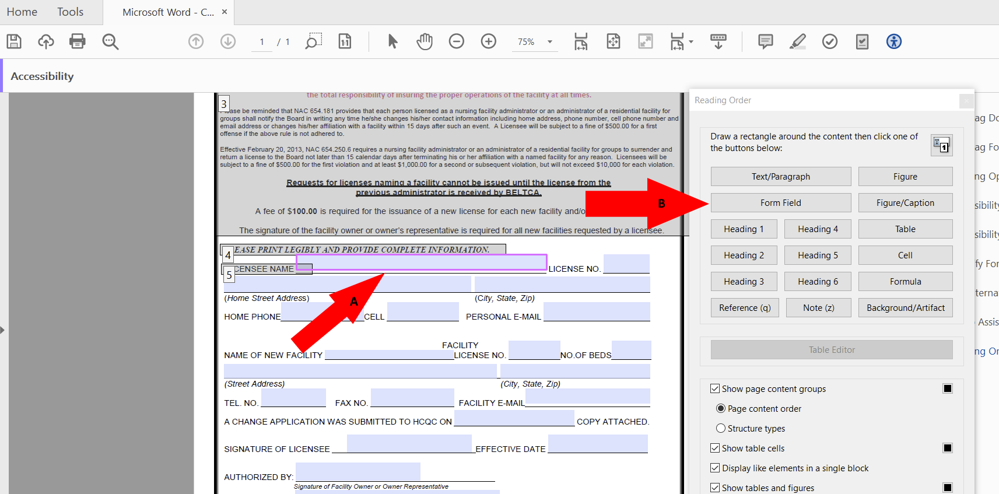 Home Tools Microsoft Word - C... ×
1 / 1 1:1 75%
Accessibility
the total responsibility of insuring the proper operations of the facility at all times.
3
be reminded that NAC 654.181 provides that each person licensed as a nursing facility administrator or an administrator of a residential facility for
groups shall notify the Board in writing any time he/she changes his/her contact information including home address, phone number, cell phone number and
email address or changes his/her affiliation with a facility within 15 days after such an event. A Licensee will be subject to a fine of $500.00 for a first
offense if the above rule is not adhered to.
Effective February 20, 2013, NAC 654.250.6 requires a nursing facility administrator or an administrator of a residential facility for groups to surrender and
return a license to the Board not later than 15 calendar days after terminating his or her affiliation with a named facility for any reason. Licensees will be
subject to a fine of $500.00 for the first violation and at least $1,000.00 for a second or subsequent violation, but will not exceed $10,000 for each violation.
Requests for licenses naming a facility cannot be issued until the license from the
previous administrator is received by BELTCA.
A fee of $100.00 is required for the issuance of a new license for each new facility and/o
The signature of the facility owner or owner's representative is required for all new facilities requested by a licensee.
4
EASE PRINT LEGIBLY AND PROVIDE COMPLETE INFORMATION.
5
CENSEE NAME LICENSE NO.
(Home Street Address) (City, State, Zip)
A
HOME PHONE CELL PERSONAL E-MAIL
FACILITY
NAME OF NEW FACILITY LICENSE NO. NO.OF BEDS
(Street Address) (City, State, Zip)
TEL. NO. FAX NO. FACILITY E-MAIL
A CHANGE APPLICATION WAS SUBMITTED TO HCQC ON COPY ATTACHED.
SIGNATURE OF LICENSEE EFFECTIVE DATE
AUTHORIZED BY:
Signature of Facility Owner or Owner Representative
B
Reading Order
Draw a rectangle around the content then click one of
the buttons below:
T 1
Text/Paragraph Figure
Form Field Figure/Caption
Heading 1 Heading 4 Table
Heading 2 Heading 5 Cell
Heading 3 Heading 6 Formula
Reference (q) Note (z) Background/Artifact
Table Editor
Show page content groups
Page content order
Structure types
Show table cells
Display like elements in a single block
Show tables and figures
ag Do
ag Fo
ng Op
sibility
sibility
fy For
terna
Assis
ng Or